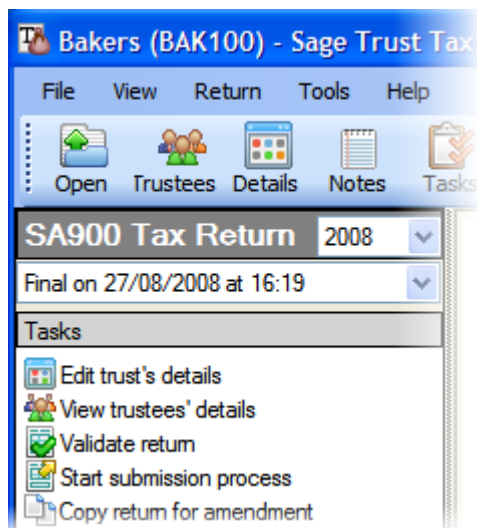 Bakers (BAK100) - Sage Trust Tax
File View Return Tools Help
Open Trustees Details Notes Tasks
SA900 Tax Return 2008
Final on 27/08/2008 at 16:19
Tasks
Edit trust's details
View trustees' details
Validate return
Start submission process
Copy return for amendment